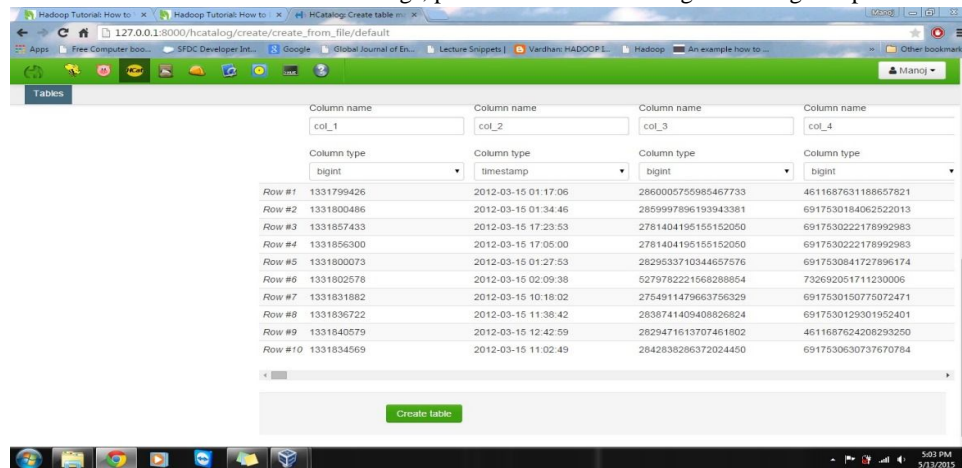 Manoj
Hadoop Tutorial: How to
Hadoop Tutorial: How to
HCatalog: Create table
127.0.0.1:8000/hcatalog/create/create_from_file/default
Apps Free Computer boo... SFDC Developer Int... Google Global Journal of En... Lecture Snippets | Vardhan: HADOOP I... Hadoop An example how to ... » Other bookmark
HCat
Manoj
Tables
Column name Column name Column name Column name
col_1 col_2 col_3 col_4
Column type Column type Column type Column type
bigint timestamp bigint bigint
Row #1 1331799426 2012-03-15 01:17:06 2860005755985467733 4611687631188657821
Row #2 1331800486 2012-03-15 01:34:46 2859997896193943381 6917530184062522013
Row #3 1331857433 2012-03-15 17:23:53 2781404195155152050 6917530222178992983
Row #4 1331856300 2012-03-15 17:05:00 2781404195155152050 6917530222178992983
Row #5 1331800073 2012-03-15 01:27:53 2829533710344657576 6917530841727896174
Row #6 1331802578 2012-03-15 02:09:38 5279782221568288854 732692051711230006
Row #7 1331831882 2012-03-15 10:18:02 2754911479663756329 6917530150775072471
Row #8 1331836722 2012-03-15 11:38:42 2838741409408826824 6917530129301952401
Row #9 1331840579 2012-03-15 12:42:59 2829471613707461802 4611687624208293250
Row #10 1331834569 2012-03-15 11:02:49 2842838286372024450 6917530630737670784
Create table
5:03 PM
5/13/2015